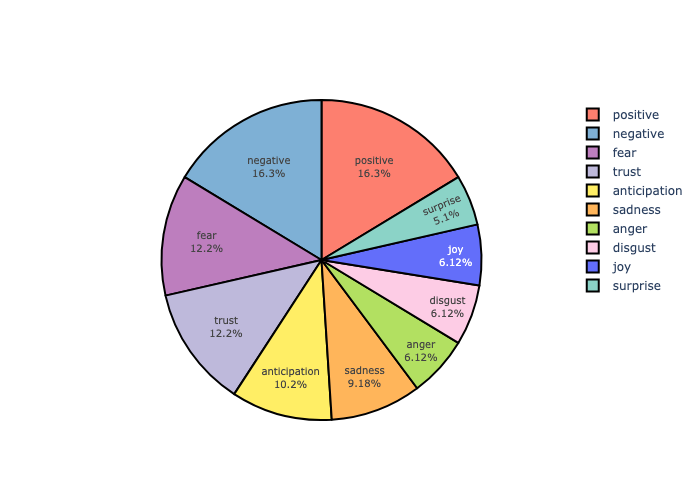 negative
16.3%
positive
16.3%
surprise
5.1%
fear
12.2%
joy
6.12%
disgust
6.12%
trust
12.2%
anger
6.12%
anticipation
10.2%
sadness
9.18%
positive
negative
fear
trust
anticipation
sadness
anger
disgust
joy
surprise